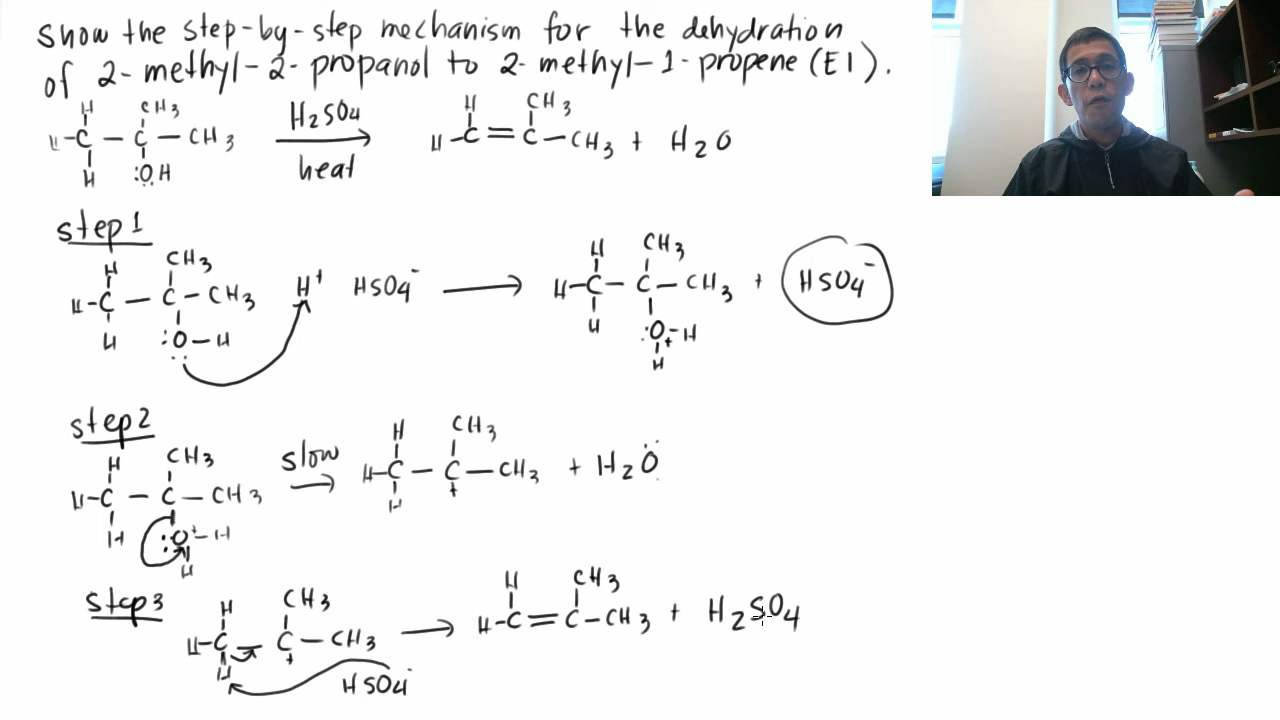 Show the step-by-step mechanism for the dehydration
of 2-methyl-2-propanol to 2-methyl-1-propene (E1).
H CH3 H2SO4 H CH3
H-C-C-CH3 heat H-C=C-CH3 + H2O
H :OH
step 1
H CH3 H CH3
H-C-C-CH3 H+ HSO4- → H-C-C-CH3 + HSO4-
H :O-H H :O+-H
H
step 2
H CH3 slow H CH3
H-C-C-CH3 → H-C-C-CH3 + H2O
H :O+-H H +
H
step 3
H CH3 H CH3
H-C-C-CH3 → H-C=C-CH3 + H2SO4
H + HSO4-